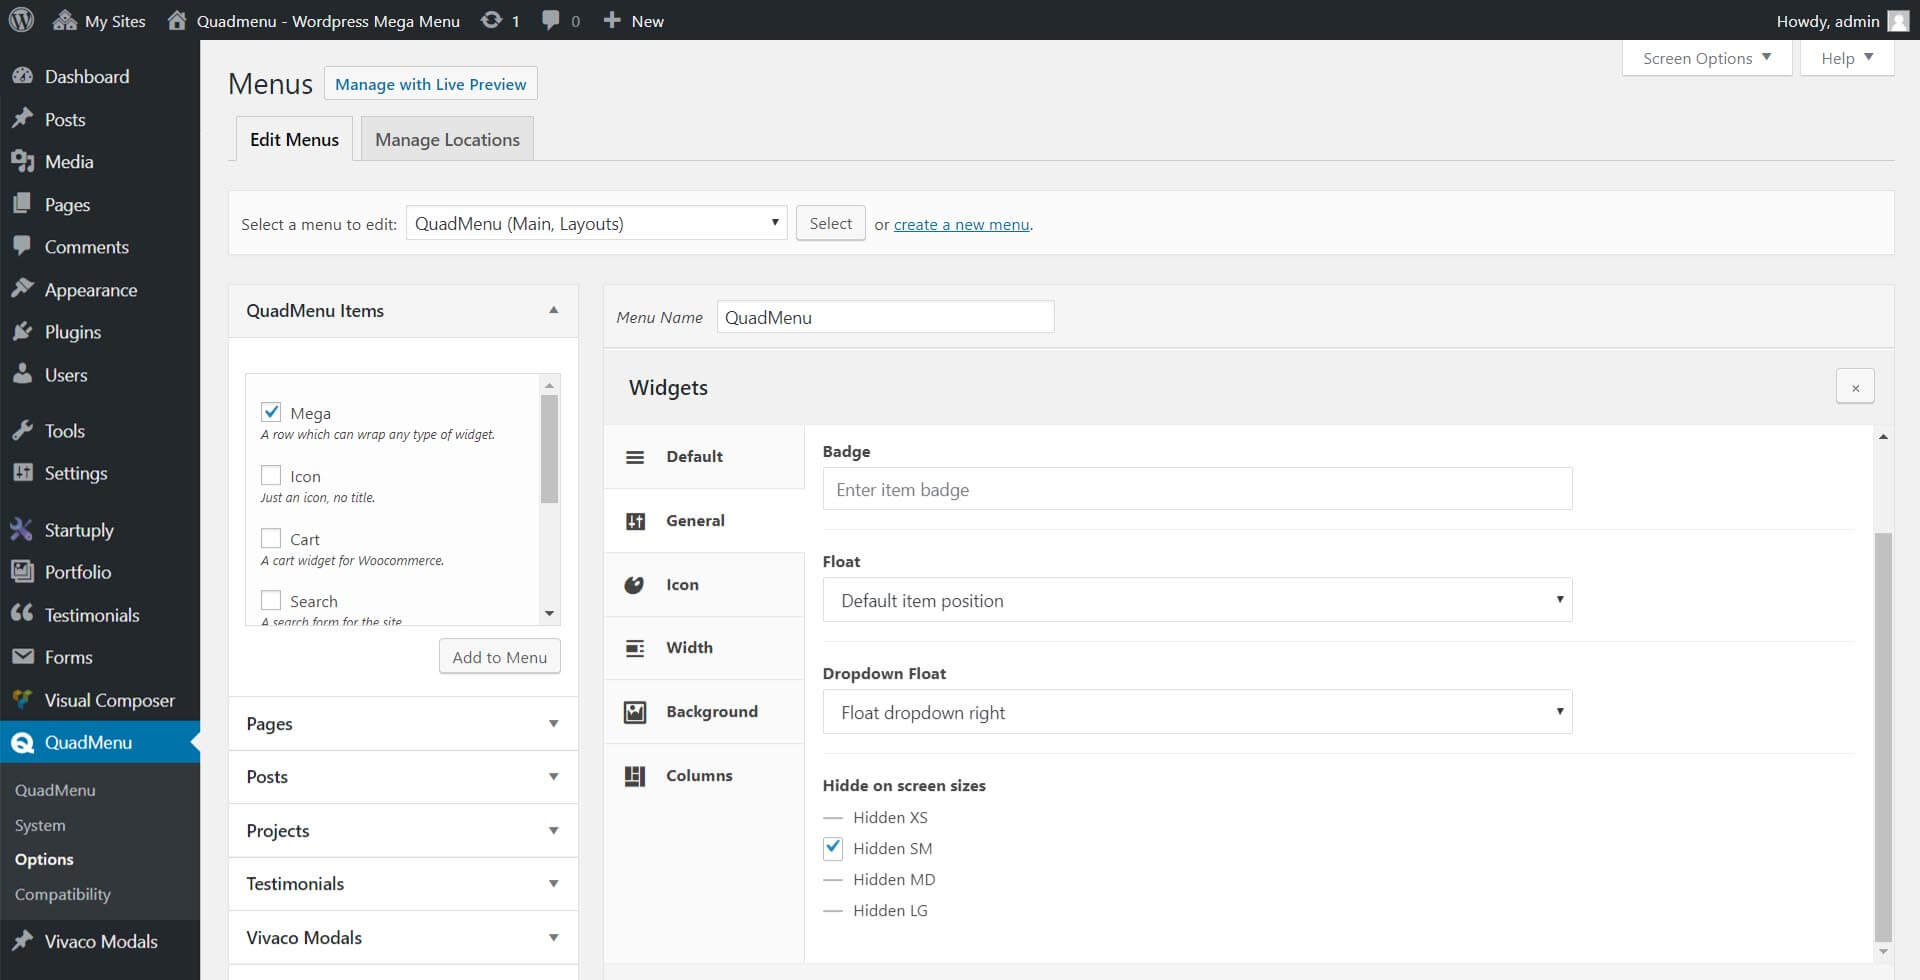 My Sites Quadmenu - Wordpress Mega Menu 1 0 New Howdy, admin
Dashboard
Posts
Media
Pages
Comments
Appearance
Plugins
Users
Tools
Settings
Startuply
Portfolio
Testimonials
Forms
Visual Composer
QuadMenu
QuadMenu
System
Options
Compatibility
Vivaco Modals
Screen Options Help
Menus Manage with Live Preview
Edit Menus Manage Locations
Select a menu to edit: QuadMenu (Main, Layouts) Select or create a new menu.
QuadMenu Items
Mega
A row which can wrap any type of widget.
Icon
Just an icon, no title.
Cart
A cart widget for Woocommerce.
Search
A search form for the site
Add to Menu
Pages
Posts
Projects
Testimonials
Vivaco Modals
Menu Name QuadMenu
Widgets ×
Default
General
Icon
Width
Background
Columns
Badge
Enter item badge
Float
Default item position
Dropdown Float
Float dropdown right
Hidde on screen sizes
Hidden XS
Hidden SM
Hidden MD
Hidden LG